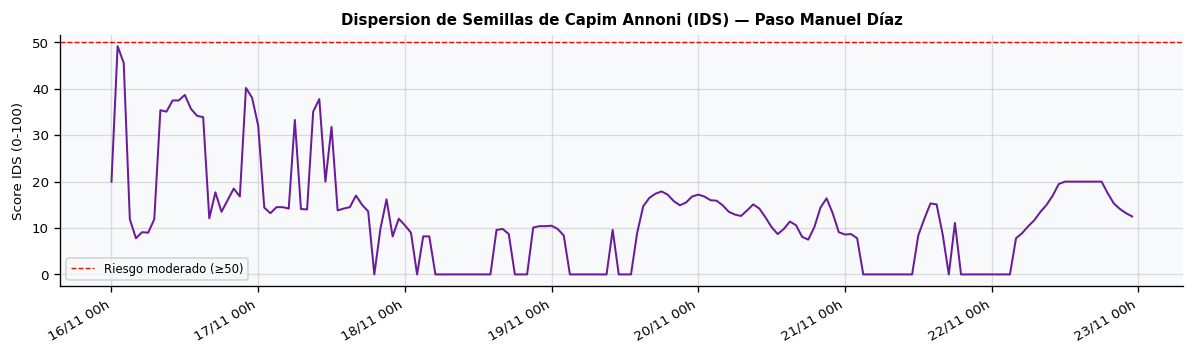 Dispersion de Semillas de Capim Annoni (IDS) — Paso Manuel Díaz
Score IDS (0-100)
50
40
30
20
10
0
Riesgo moderado (≥50)
16/11 00h
17/11 00h
18/11 00h
19/11 00h
20/11 00h
21/11 00h
22/11 00h
23/11 00h